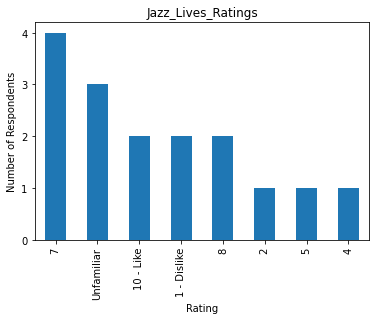 Jazz_Lives_Ratings
Number of Respondents
4
3
2
1
0
7
Unfamiliar
10 - Like
1 - Dislike
8
2
5
4
Rating